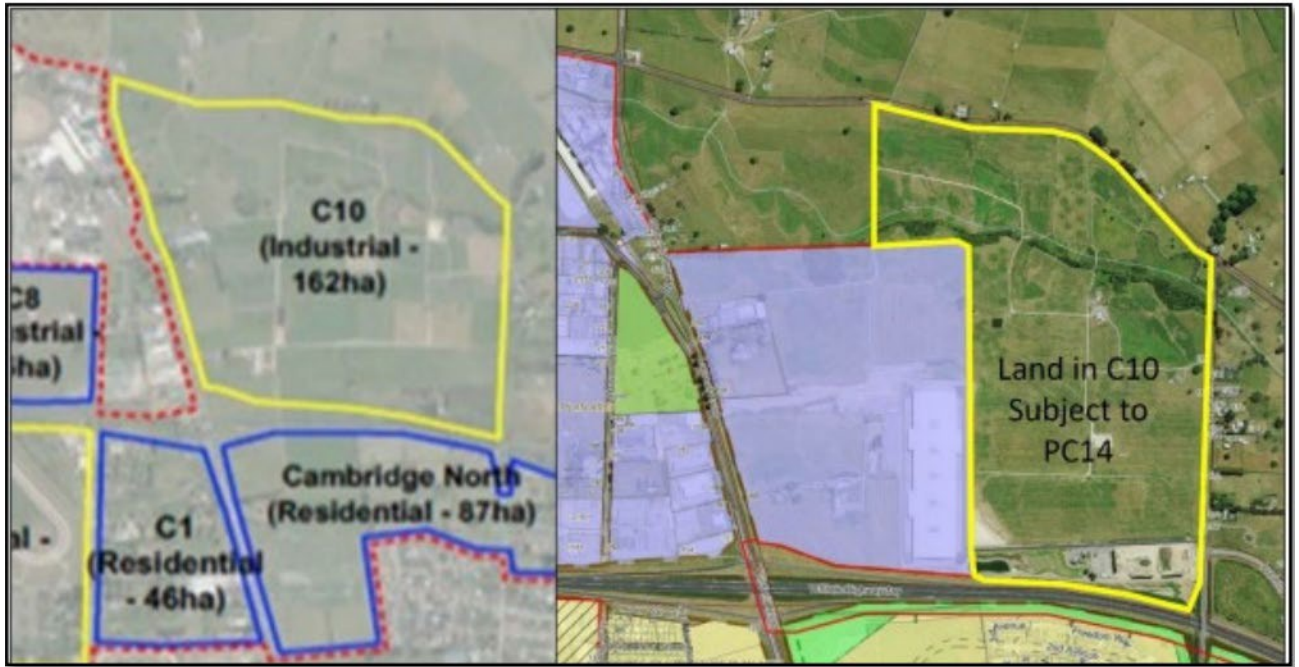 C10
(Industrial -
162ha)
C8
strial -
ha)
Cambridge North
(Residential - 87ha)
C1
(Residential
- 46ha)
al -
Land in C10
Subject to
PC14